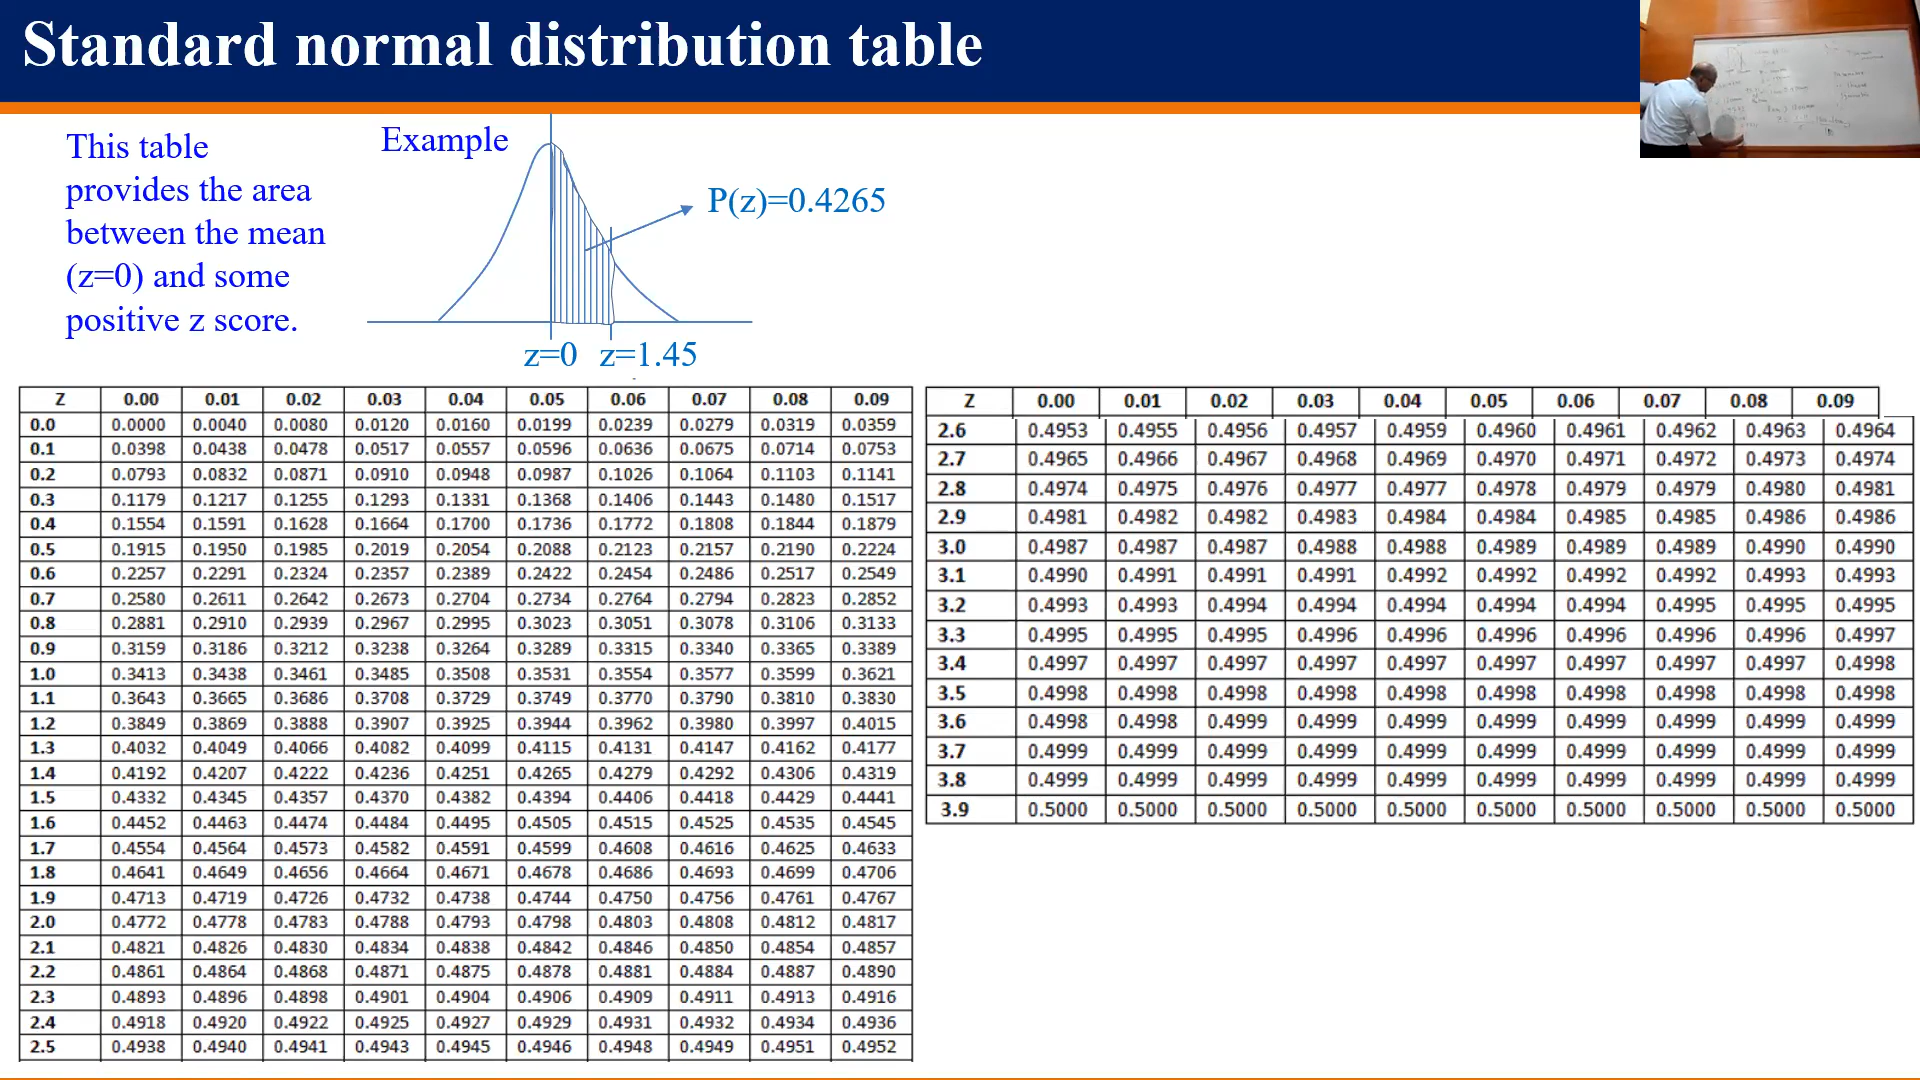 Standard normal distribution table
This table
provides the area
between the mean
(z=0) and some
positive z score.
Example
P(z)=0.4265
z=0 z=1.45
Z 0.00 0.01 0.02 0.03 0.04 0.05 0.06 0.07 0.08 0.09
0.0 0.0000 0.0040 0.0080 0.0120 0.0160 0.0199 0.0239 0.0279 0.0319 0.0359
0.1 0.0398 0.0438 0.0478 0.0517 0.0557 0.0596 0.0636 0.0675 0.0714 0.0753
0.2 0.0793 0.0832 0.0871 0.0910 0.0948 0.0987 0.1026 0.1064 0.1103 0.1141
0.3 0.1179 0.1217 0.1255 0.1293 0.1331 0.1368 0.1406 0.1443 0.1480 0.1517
0.4 0.1554 0.1591 0.1628 0.1664 0.1700 0.1736 0.1772 0.1808 0.1844 0.1879
0.5 0.1915 0.1950 0.1985 0.2019 0.2054 0.2088 0.2123 0.2157 0.2190 0.2224
0.6 0.2257 0.2291 0.2324 0.2357 0.2389 0.2422 0.2454 0.2486 0.2517 0.2549
0.7 0.2580 0.2611 0.2642 0.2673 0.2704 0.2734 0.2764 0.2794 0.2823 0.2852
0.8 0.2881 0.2910 0.2939 0.2967 0.2995 0.3023 0.3051 0.3078 0.3106 0.3133
0.9 0.3159 0.3186 0.3212 0.3238 0.3264 0.3289 0.3315 0.3340 0.3365 0.3389
1.0 0.3413 0.3438 0.3461 0.3485 0.3508 0.3531 0.3554 0.3577 0.3599 0.3621
1.1 0.3643 0.3665 0.3686 0.3708 0.3729 0.3749 0.3770 0.3790 0.3810 0.3830
1.2 0.3849 0.3869 0.3888 0.3907 0.3925 0.3944 0.3962 0.3980 0.3997 0.4015
1.3 0.4032 0.4049 0.4066 0.4082 0.4099 0.4115 0.4131 0.4147 0.4162 0.4177
1.4 0.4192 0.4207 0.4222 0.4236 0.4251 0.4265 0.4279 0.4292 0.4306 0.4319
1.5 0.4332 0.4345 0.4357 0.4370 0.4382 0.4394 0.4406 0.4418 0.4429 0.4441
1.6 0.4452 0.4463 0.4474 0.4484 0.4495 0.4505 0.4515 0.4525 0.4535 0.4545
1.7 0.4554 0.4564 0.4573 0.4582 0.4591 0.4599 0.4608 0.4616 0.4625 0.4633
1.8 0.4641 0.4649 0.4656 0.4664 0.4671 0.4678 0.4686 0.4693 0.4699 0.4706
1.9 0.4713 0.4719 0.4726 0.4732 0.4738 0.4744 0.4750 0.4756 0.4761 0.4767
2.0 0.4772 0.4778 0.4783 0.4788 0.4793 0.4798 0.4803 0.4808 0.4812 0.4817
2.1 0.4821 0.4826 0.4830 0.4834 0.4838 0.4842 0.4846 0.4850 0.4854 0.4857
2.2 0.4861 0.4864 0.4868 0.4871 0.4875 0.4878 0.4881 0.4884 0.4887 0.4890
2.3 0.4893 0.4896 0.4898 0.4901 0.4904 0.4906 0.4909 0.4911 0.4913 0.4916
2.4 0.4918 0.4920 0.4922 0.4925 0.4927 0.4929 0.4931 0.4932 0.4934 0.4936
2.5 0.4938 0.4940 0.4941 0.4943 0.4945 0.4946 0.4948 0.4949 0.4951 0.4952
Z 0.00 0.01 0.02 0.03 0.04 0.05 0.06 0.07 0.08 0.09
2.6 0.4953 0.4955 0.4956 0.4957 0.4959 0.4960 0.4961 0.4962 0.4963 0.4964
2.7 0.4965 0.4966 0.4967 0.4968 0.4969 0.4970 0.4971 0.4972 0.4973 0.4974
2.8 0.4974 0.4975 0.4976 0.4977 0.4977 0.4978 0.4979 0.4979 0.4980 0.4981
2.9 0.4981 0.4982 0.4982 0.4983 0.4984 0.4984 0.4985 0.4985 0.4986 0.4986
3.0 0.4987 0.4987 0.4987 0.4988 0.4988 0.4989 0.4989 0.4989 0.4990 0.4990
3.1 0.4990 0.4991 0.4991 0.4991 0.4992 0.4992 0.4992 0.4992 0.4993 0.4993
3.2 0.4993 0.4993 0.4994 0.4994 0.4994 0.4994 0.4994 0.4995 0.4995 0.4995
3.3 0.4995 0.4995 0.4995 0.4996 0.4996 0.4996 0.4996 0.4996 0.4996 0.4997
3.4 0.4997 0.4997 0.4997 0.4997 0.4997 0.4997 0.4997 0.4997 0.4997 0.4998
3.5 0.4998 0.4998 0.4998 0.4998 0.4998 0.4998 0.4998 0.4998 0.4998 0.4998
3.6 0.4998 0.4998 0.4999 0.4999 0.4999 0.4999 0.4999 0.4999 0.4999 0.4999
3.7 0.4999 0.4999 0.4999 0.4999 0.4999 0.4999 0.4999 0.4999 0.4999 0.4999
3.8 0.4999 0.4999 0.4999 0.4999 0.4999 0.4999 0.4999 0.4999 0.4999 0.4999
3.9 0.5000 0.5000 0.5000 0.5000 0.5000 0.5000 0.5000 0.5000 0.5000 0.5000